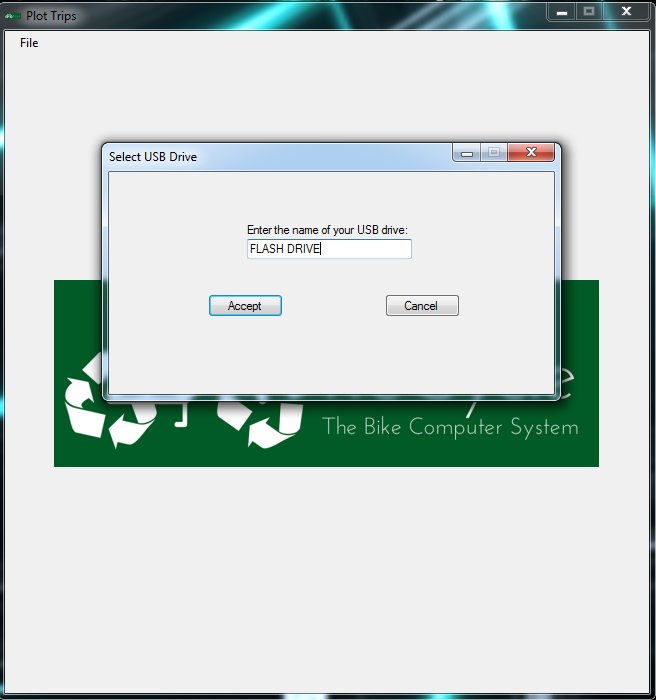 Plot Trips
File
Select USB Drive
Enter the name of your USB drive:
FLASH DRIVE
Accept
Cancel
The Bike Computer System